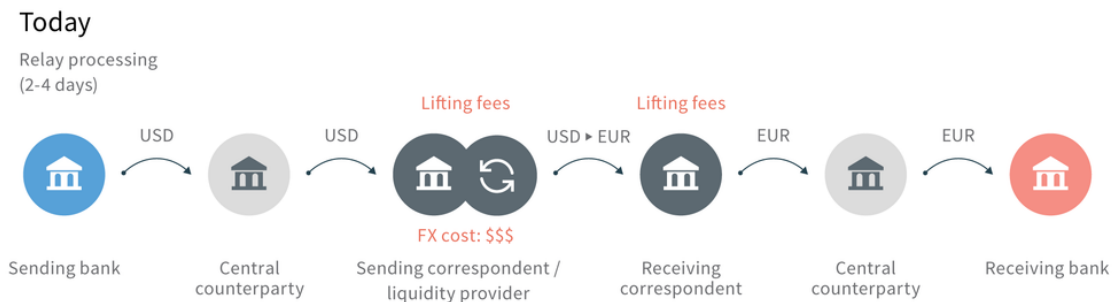 Today
Relay processing
(2-4 days)
Lifting fees
Lifting fees
USD
USD
USD ▸ EUR
EUR
EUR
FX cost: $$$
Sending bank
Central
counterparty
Sending correspondent /
liquidity provider
Receiving
correspondent
Central
counterparty
Receiving bank